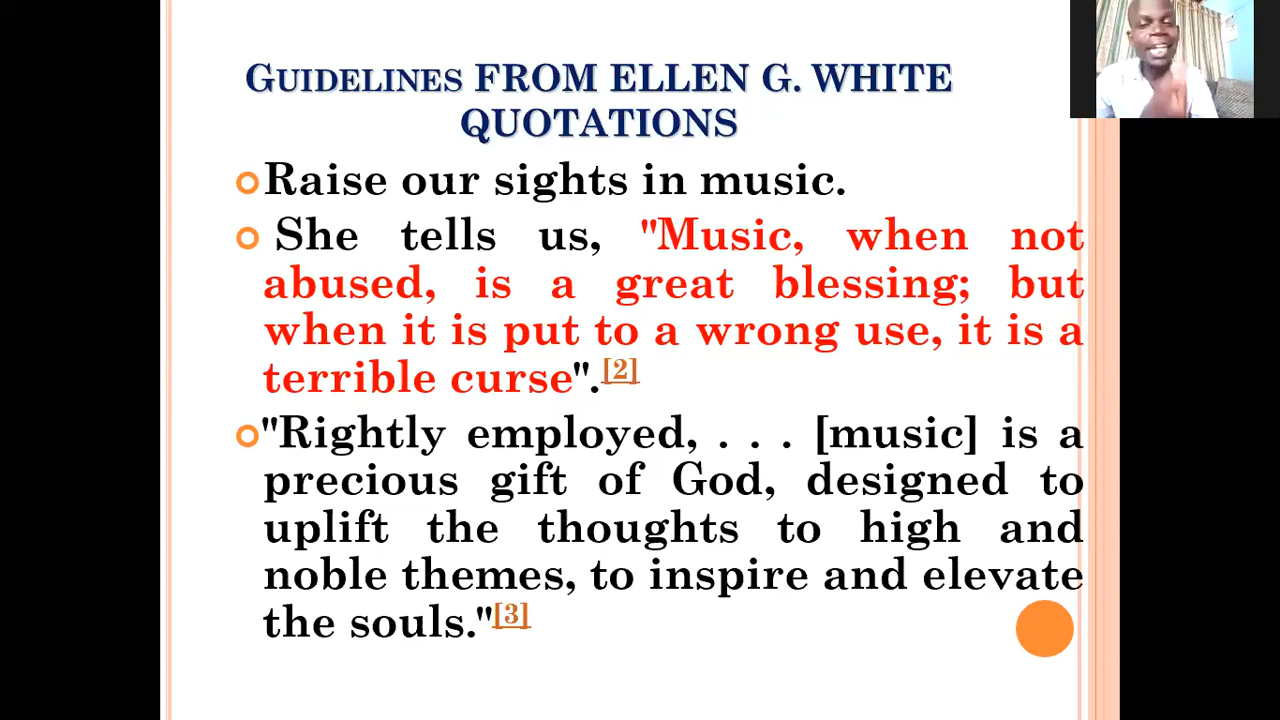 GUIDELINES FROM ELLEN G. WHITE
QUOTATIONS
Raise our sights in music.
She tells us, "Music, when not
abused, is a great blessing; but
when it is put to a wrong use, it is a
terrible curse".[2]
"Rightly employed, . . . [music] is a
precious gift of God, designed to
uplift the thoughts to high and
noble themes, to inspire and elevate
the souls."[3]